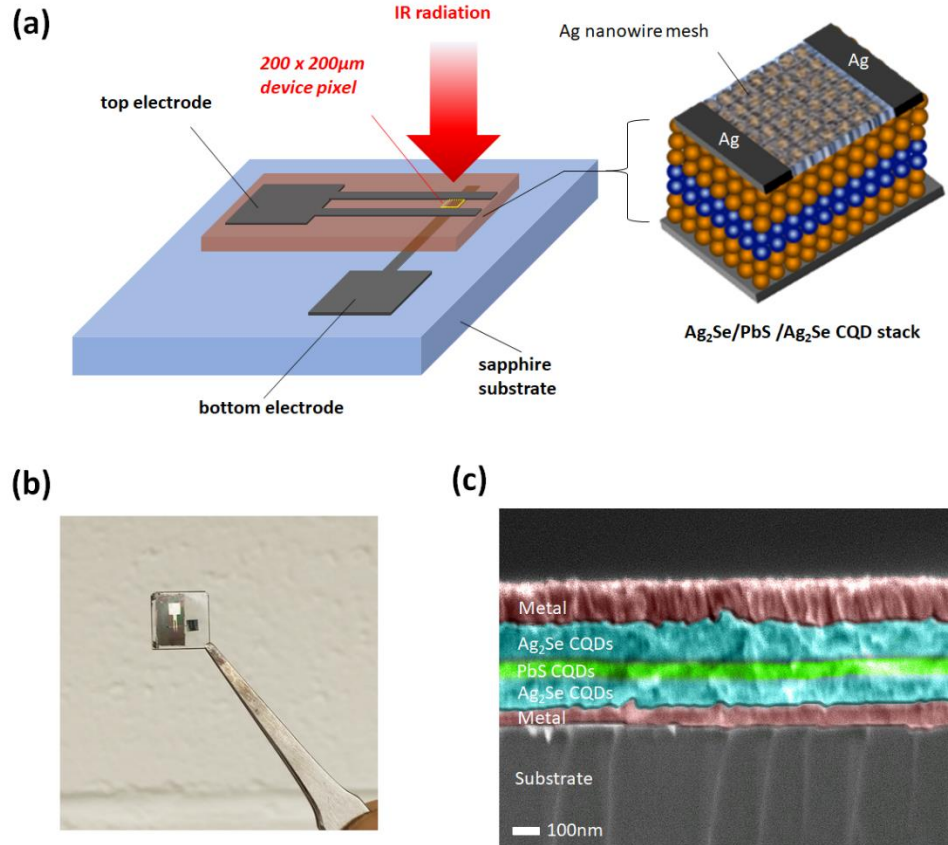 (a)
IR radiation
200 x 200µm
device pixel
top electrode
bottom electrode
sapphire
substrate
Ag nanowire mesh
Ag
Ag
Ag₂Se/PbS /Ag₂Se CQD stack
(b)
(c)
Metal
Ag₂Se CQDs
PbS CQDs
Ag₂Se CQDs
Metal
Substrate
100nm